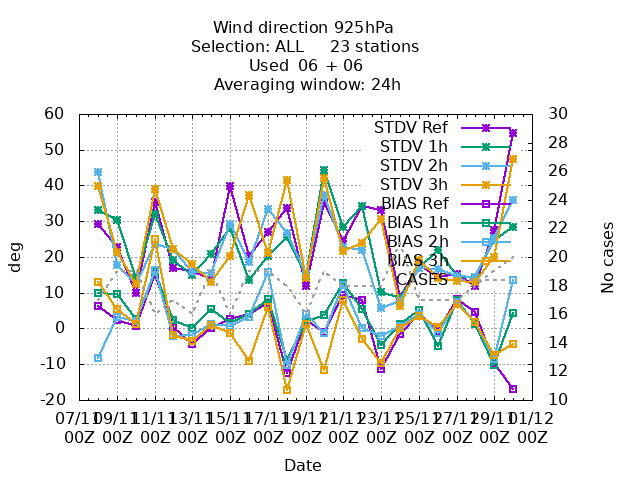 Wind direction 925hPa
Selection: ALL 23 stations
Used 06 + 06
Averaging window: 24h
60
50
40
30
20
10
0
-10
-20
deg
30
28
26
24
22
20
18
16
14
12
10
No cases
STDV Ref
STDV 1h
STDV 2h
STDV 3h
BIAS Ref
BIAS 1h
BIAS 2h
BIAS 3h
CASES
07/11 09/11 11/11 13/11 15/11 17/11 19/11 21/11 23/11 25/11 27/11 29/11 01/12
00Z 00Z 00Z 00Z 00Z 00Z 00Z 00Z 00Z 00Z 00Z 00Z 00Z
Date